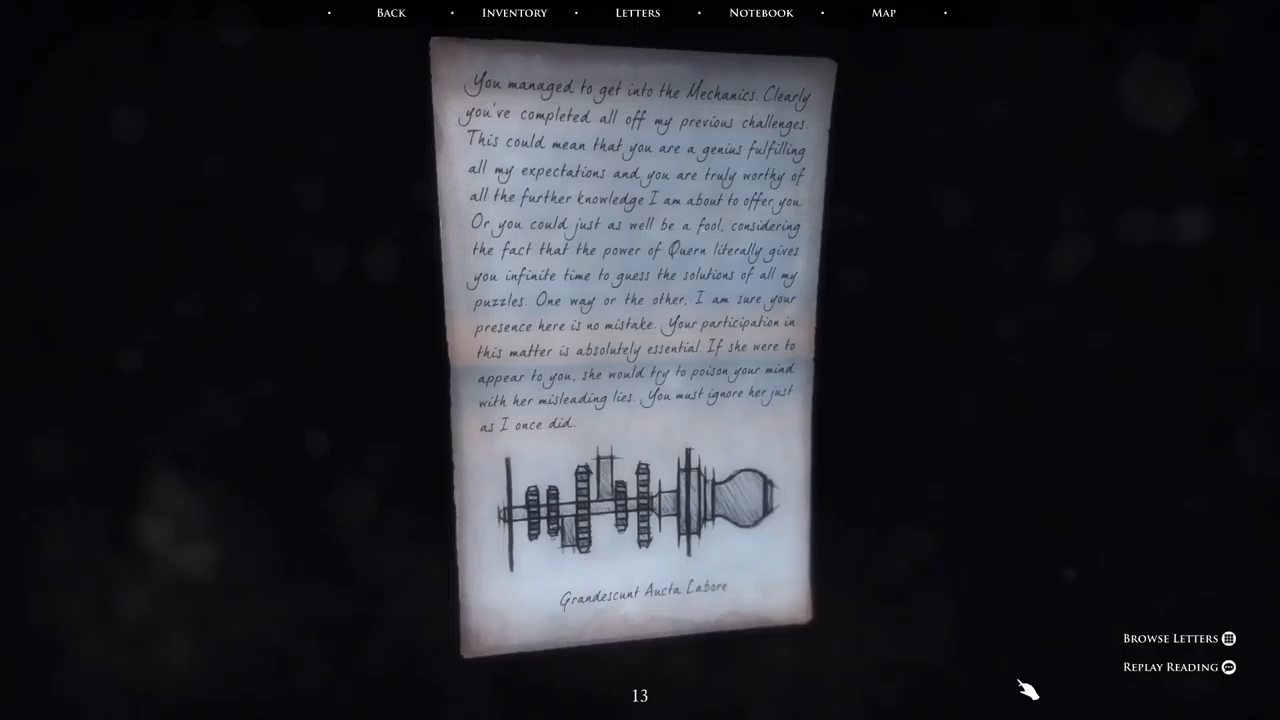 BACK INVENTORY LETTERS NOTEBOOK MAP
You managed to get into the Mechanics. Clearly
you've completed all off my previous challenges.
This could mean that you are a genius fulfilling
all my expectations and you are truly worthy of
all the further knowledge I am about to offer you.
Or you could just as well be a fool, considering
the fact that the power of Quern literally gives
you infinite time to guess the solutions of all my
puzzles. One way or the other, I am sure your
presence here is no mistake. Your participation in
this matter is absolutely essential. If she were to
appear to you, she would try to poison your mind
with her misleading lies. You must ignore her just
as I once did.
Grandescunt Aucta Labore
BROWSE LETTERS
REPLAY READING
13